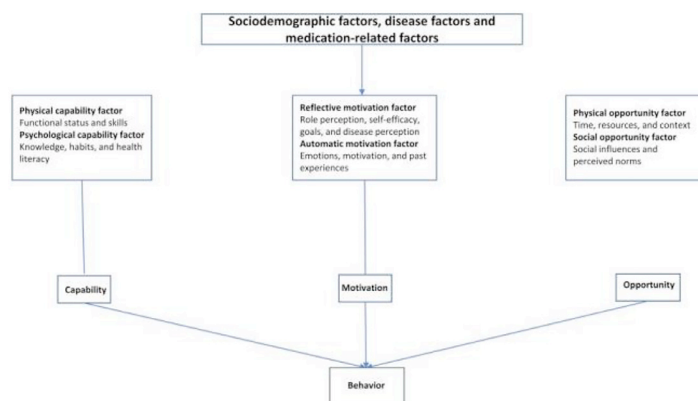 Sociodemographic factors, disease factors and
medication-related factors
Physical capability factor
Functional status and skills
Psychological capability factor
Knowledge, habits, and health
literacy
Reflective motivation factor
Role perception, self-efficacy,
goals, and disease perception
Automatic motivation factor
Emotions, motivation, and past
experiences
Physical opportunity factor
Time, resources, and context
Social opportunity factor
Social influences and
perceived norms
Capability
Motivation
Opportunity
Behavior